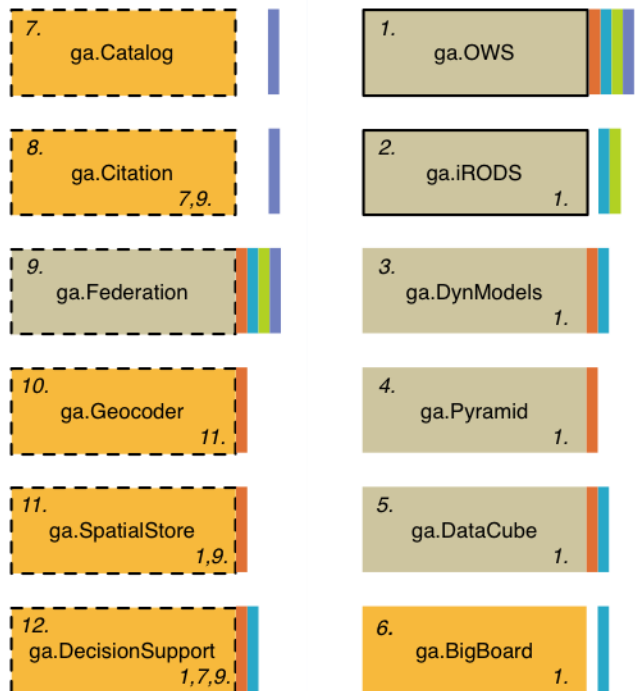 7.
ga.Catalog
8.
ga.Citation
7,9.
9.
ga.Federation
10.
ga.Geocoder
11.
11.
ga.SpatialStore
1,9.
12.
ga.DecisionSupport
1,7,9.
1.
ga.OWS
2.
ga.iRODS
1.
3.
ga.DynModels
1.
4.
ga.Pyramid
1.
5.
ga.DataCube
1.
6.
ga.BigBoard
1.